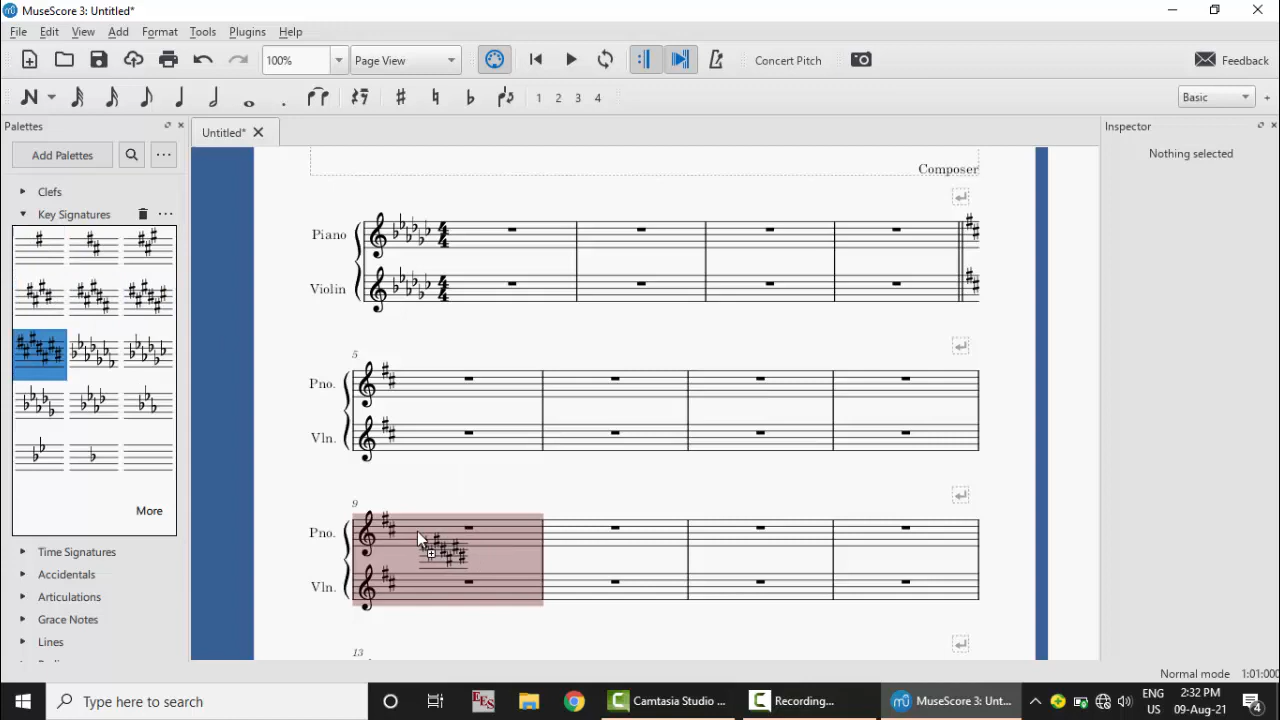 MuseScore 3: Untitled*
File Edit View Add Format Tools Plugins Help
100% Page View Concert Pitch Feedback
1 2 3 4 Basic
Palettes
Untitled*
Inspector
Add Palettes
Nothing selected
Composer
Clefs
Key Signatures
Piano
Violin
5
Pno.
Vln.
9
Pno.
Vln.
More
Time Signatures
Accidentals
Articulations
Grace Notes
Lines
13
Normal mode 1:01:000
Type here to search
Camtasia Studio ...
Recording...
MuseScore 3: Unt...
ENG
US
2:32 PM
09-Aug-21
4